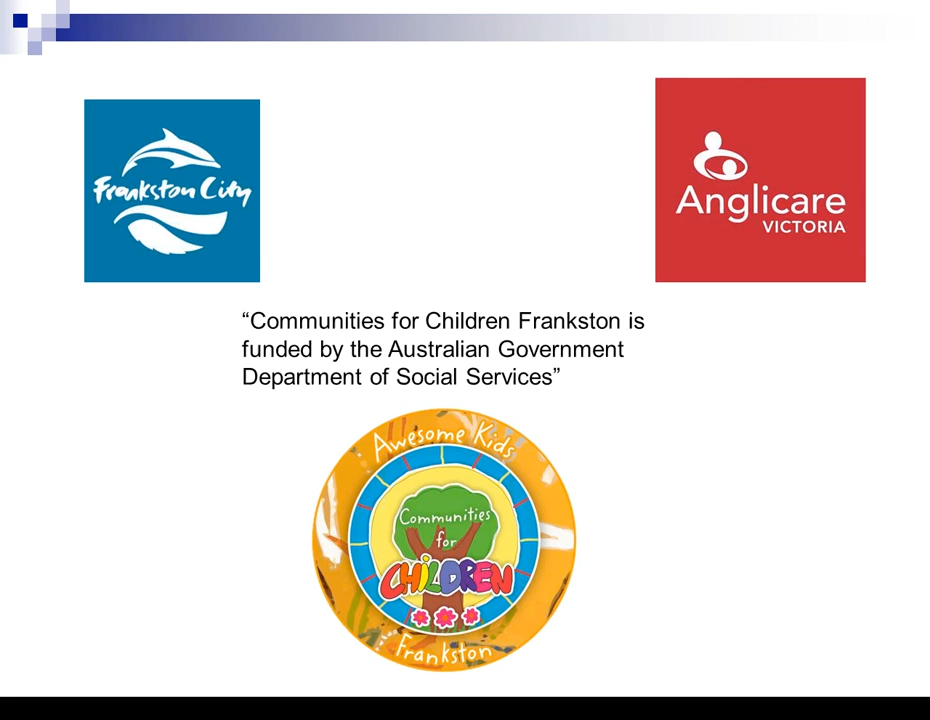 Frankston City
Anglicare
VICTORIA
“Communities for Children Frankston is
funded by the Australian Government
Department of Social Services”
Awesome Kids
Communities
for
CHILDREN
Frankston